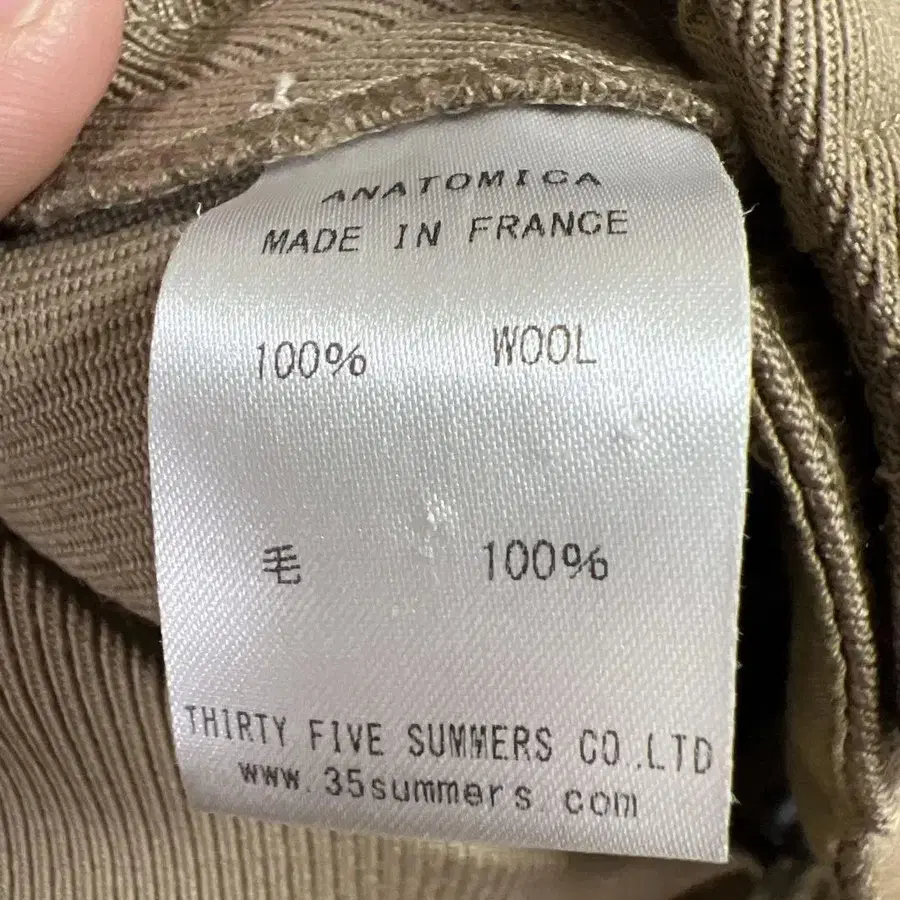 ANATOMICA
MADE IN FRANCE
100% WOOL
毛 100%
THIRTY FIVE SUMMERS CO.LTD
www.35summers com